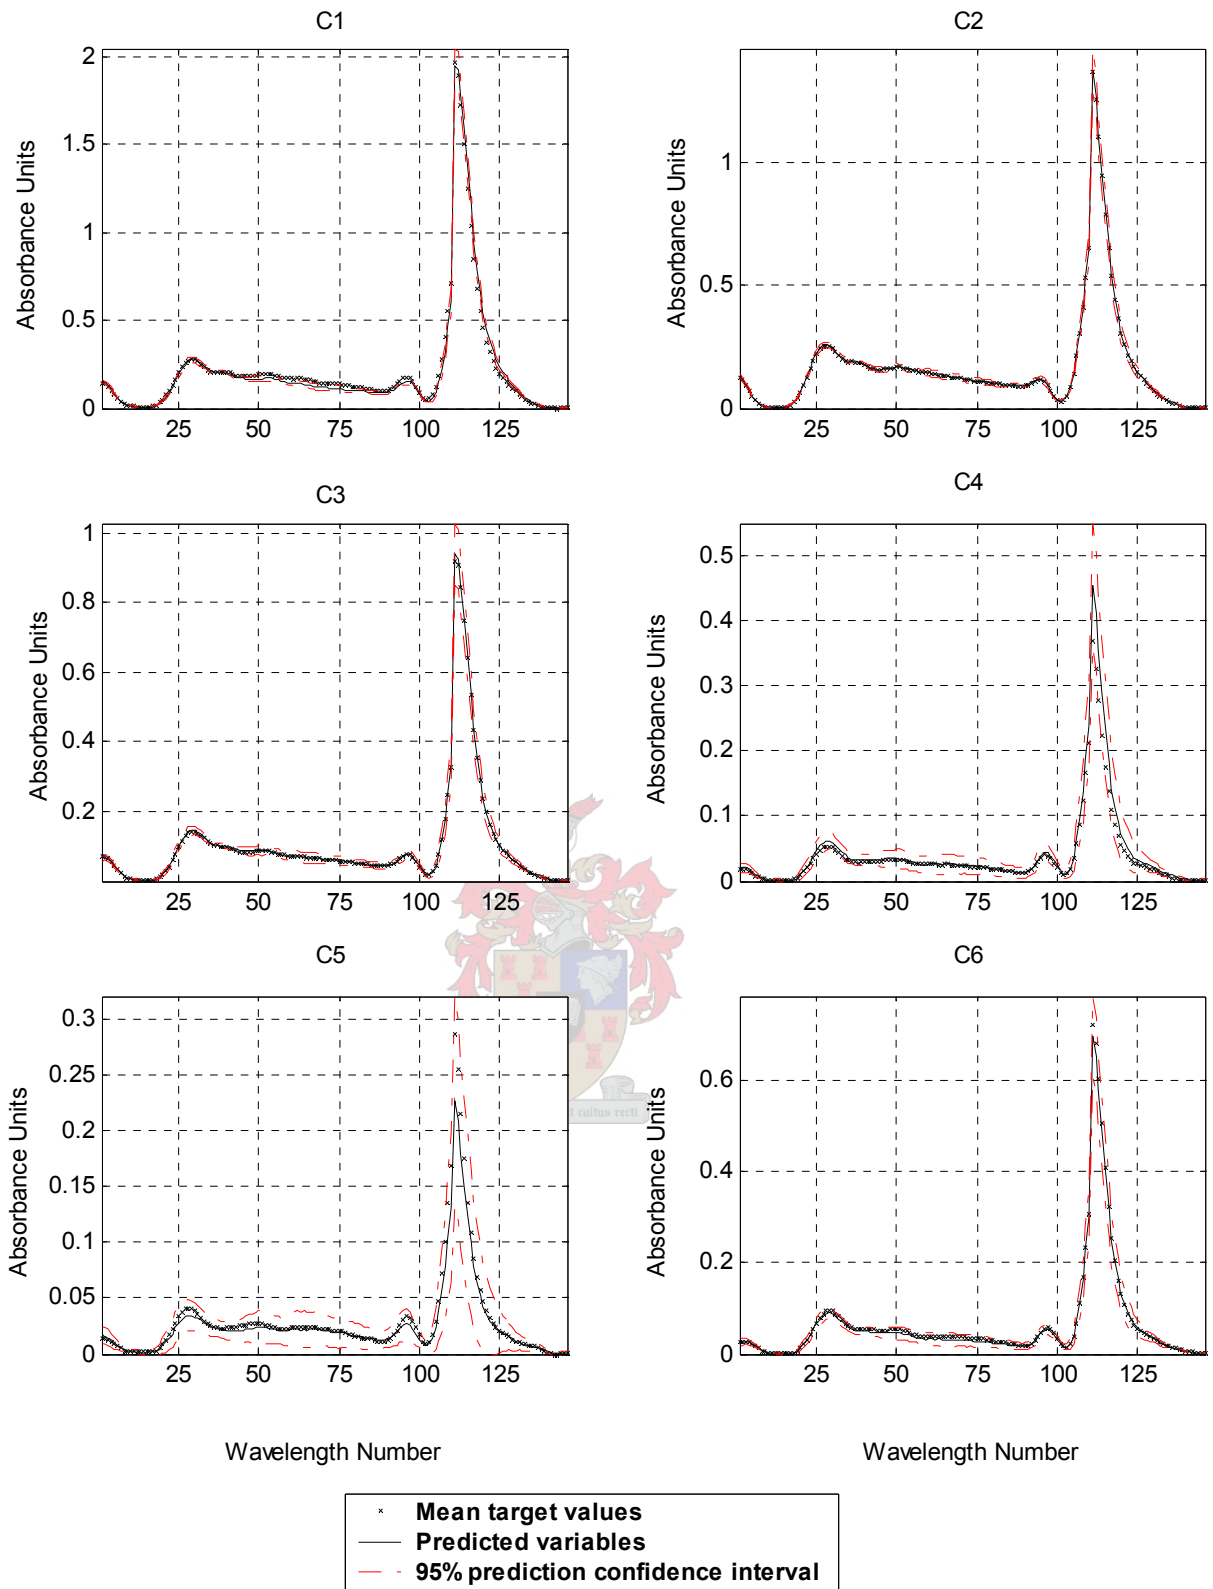 C1
C2
2
1.5
1
0.5
0
25 50 75 100 125
Absorbance Units
1
0.5
0
25 50 75 100 125
Absorbance Units
C3
C4
1
0.8
0.6
0.4
0.2
25 50 75 100 125
Absorbance Units
0.5
0.4
0.3
0.2
0.1
0
25 50 75 100 125
Absorbance Units
C5
C6
0.3
0.25
0.2
0.15
0.1
0.05
0
25 50 75 100 125
Absorbance Units
Wavelength Number
0.6
0.4
0.2
0
25 50 75 100 125
Absorbance Units
Wavelength Number
cultus recti
Mean target values
Predicted variables
95% prediction confidence interval